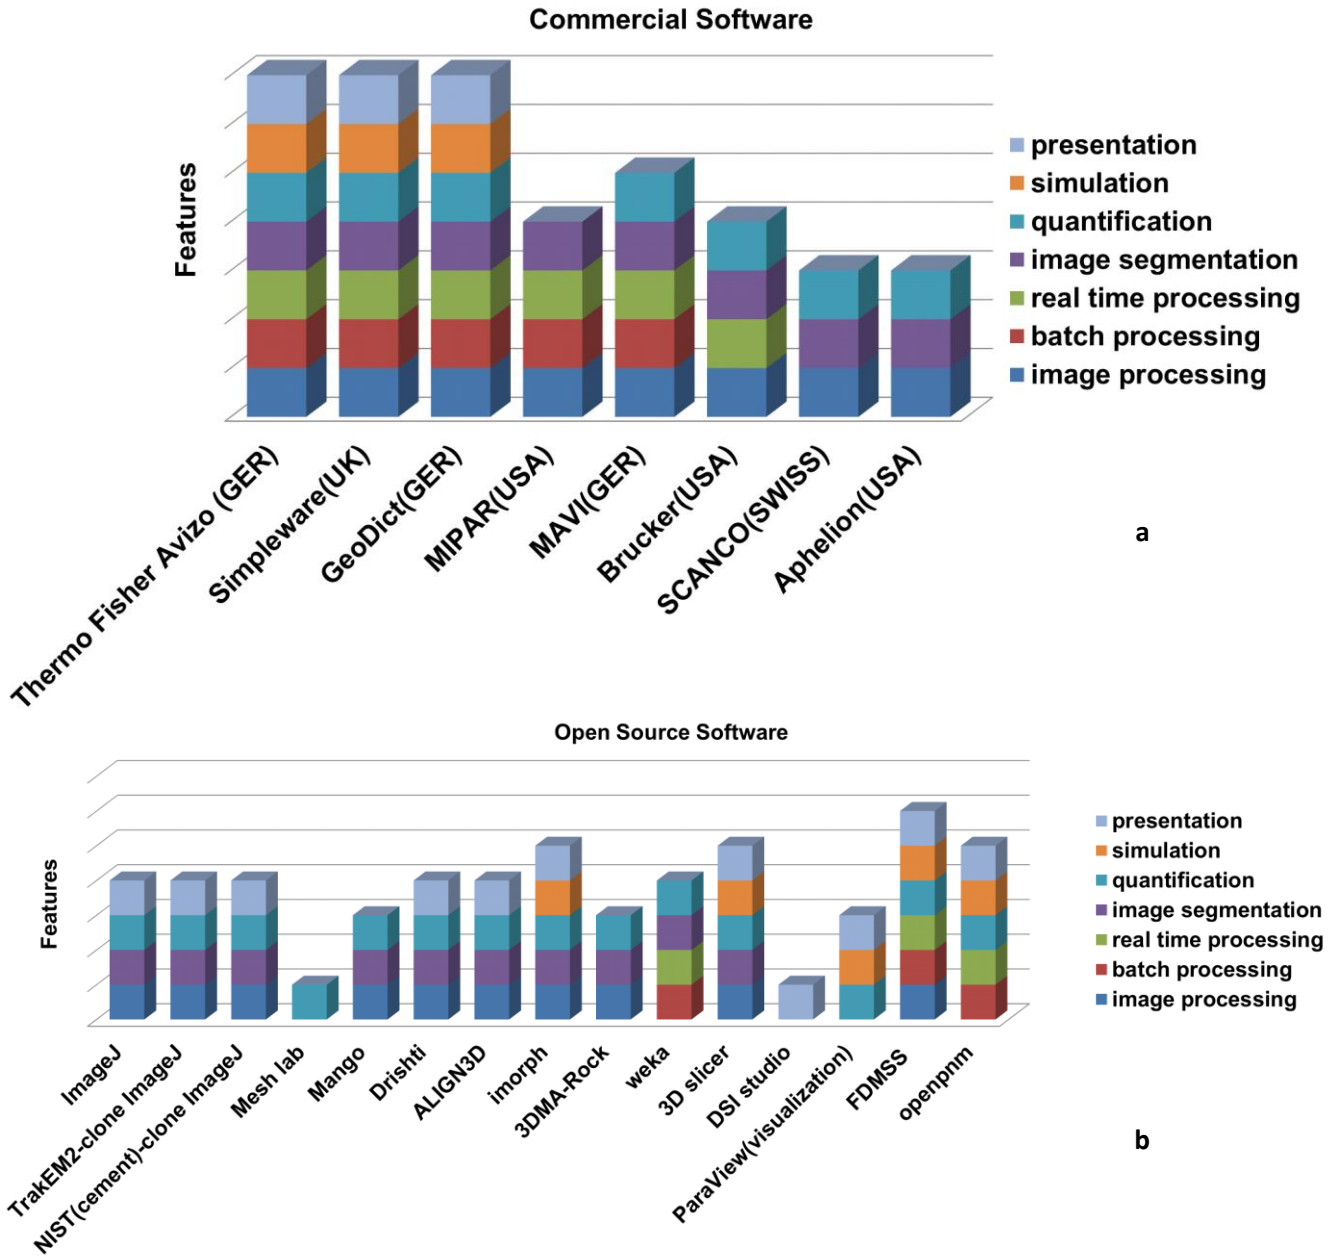 Commercial Software
Features
presentation
simulation
quantification
image segmentation
real time processing
batch processing
image processing
Thermo Fisher Avizo (GER)
Simpleware(UK)
GeoDict(GER)
MIPAR(USA)
MAVI(GER)
Brucker(USA)
SCANCO(SWISS)
Aphelion(USA)
a
Open Source Software
Features
presentation
simulation
quantification
image segmentation
real time processing
batch processing
image processing
ImageJ
TrakEM2-clone ImageJ
NIST(cement)-clone ImageJ
Mesh lab
Mango
Drishti
ALIGN3D
imorph
3DMA-Rock
weka
3D slicer
DSI studio
ParaView(visualization)
FDMSS
openpnm
b